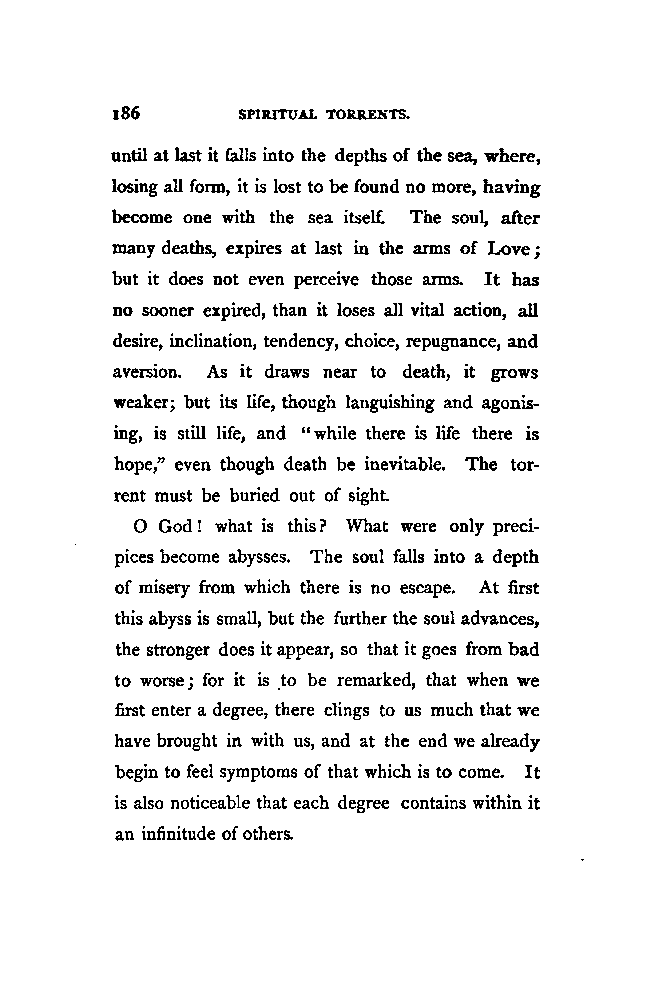 186 SPIRITUAL TORRENTS.
until at last it falls into the depths of the sea, where,
losing all form, it is lost to be found no more, having
become one with the sea itself. The soul, after
many deaths, expires at last in the arms of Love;
but it does not even perceive those arms. It has
no sooner expired, than it loses all vital action, all
desire, inclination, tendency, choice, repugnance, and
aversion. As it draws near to death, it grows
weaker; but its life, though languishing and agonis-
ing, is still life, and "while there is life there is
hope," even though death be inevitable. The tor-
rent must be buried out of sight.
O God! what is this? What were only preci-
pices become abysses. The soul falls into a depth
of misery from which there is no escape. At first
this abyss is small, but the further the soul advances,
the stronger does it appear, so that it goes from bad
to worse; for it is to be remarked, that when we
first enter a degree, there clings to us much that we
have brought in with us, and at the end we already
begin to feel symptoms of that which is to come. It
is also noticeable that each degree contains within it
an infinitude of others.